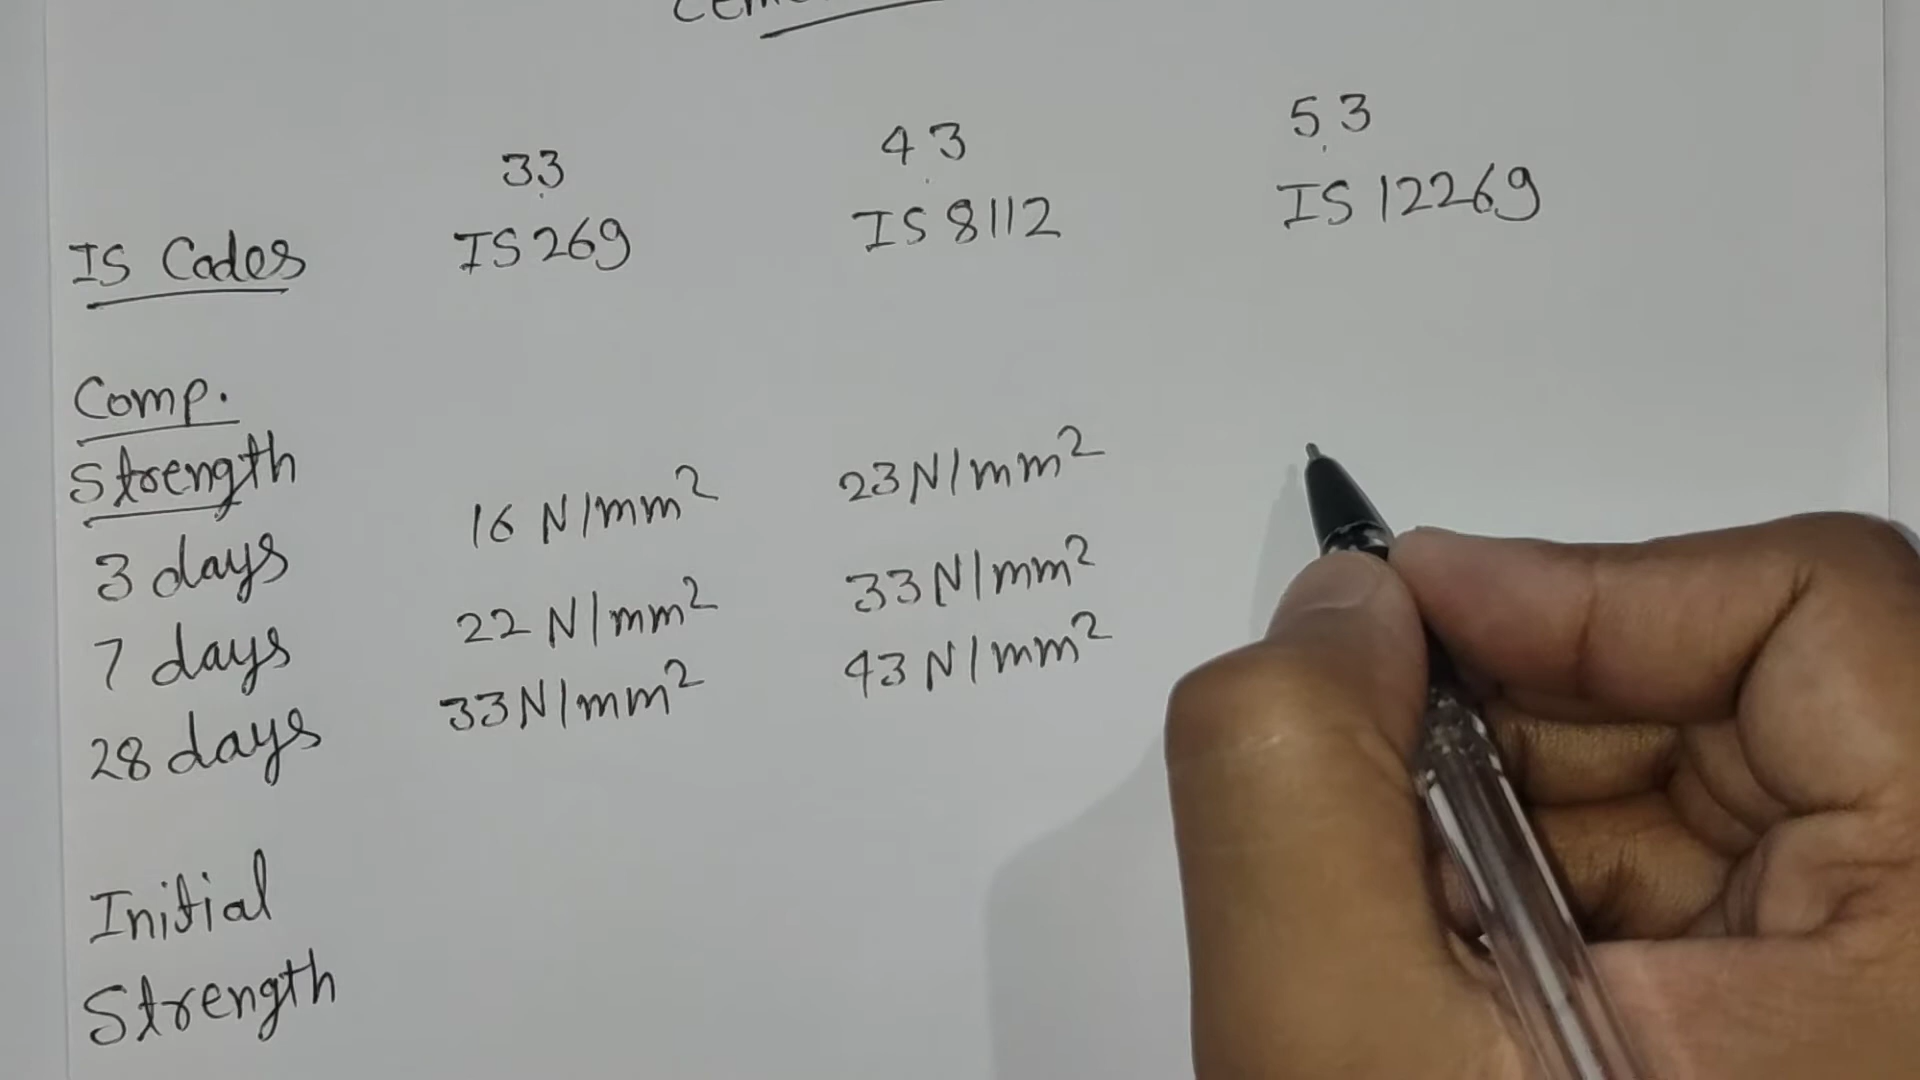 33 43 53
IS Codes IS 269 IS 8112 IS 12269
Comp.
Strength
3 days 16 N/mm² 23 N/mm²
7 days 22 N/mm² 33 N/mm²
28 days 33 N/mm² 43 N/mm²
Initial
Strength